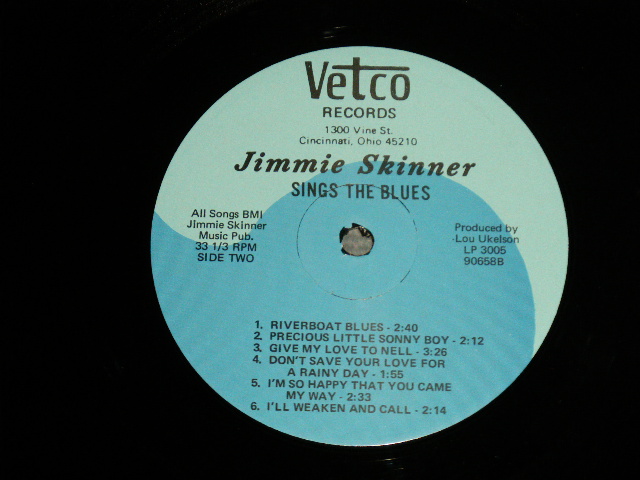 Vetco
RECORDS
1300 Vine St.
Cincinnati, Ohio 45210
Jimmie Skinner
SINGS THE BLUES
All Songs BMI
Jimmie Skinner
Music Pub.
33 1/3 RPM
SIDE TWO
Produced by
Lou Ukelson
LP 3005
90658B
1. RIVERBOAT BLUES - 2:40
2. PRECIOUS LITTLE SONNY BOY - 2:12
3. GIVE MY LOVE TO NELL - 3:26
4. DON'T SAVE YOUR LOVE FOR
A RAINY DAY - 1:55
5. I'M SO HAPPY THAT YOU CAME
MY WAY - 2:33
6. I'LL WEAKEN AND CALL - 2:14